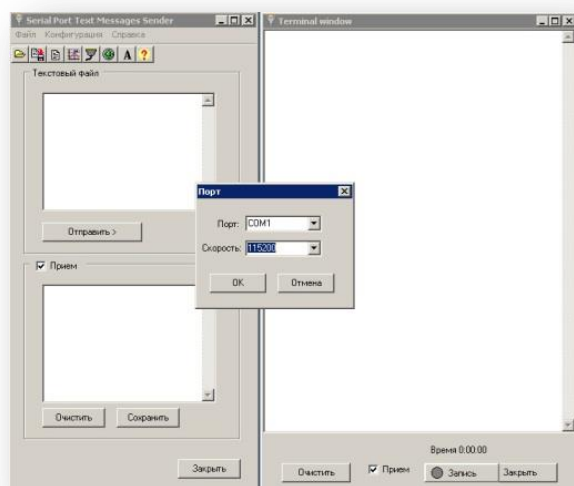 Serial Port Text Messages Sender
Файл Конфигурация Справка
A ?
Текстовый файл
Отправить >
Прием
Очистить Сохранить
Закрыть
Terminal window
Время 0:00:00
Очистить Прием Запись Закрыть
Порт
Порт: COM1
Скорость: 115200
OK Отмена